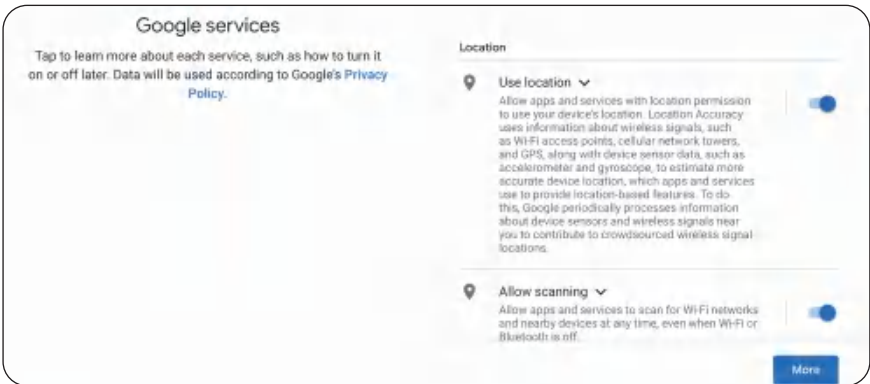 Google services
Tap to learn more about each service, such as how to turn it
on or off later. Data will be used according to Google's Privacy
Policy.
Location
Use location
Allow apps and services with location permission
to use your device's location. Location Accuracy
uses information about wireless signals, such
as Wi-Fi access points, cellular network towers,
and GPS, along with device sensor data, such as
accelerometer and gyroscope, to estimate more
accurate device location, which apps and services
use to provide location-based features. To do
this, Google periodically processes information
about device sensors and wireless signals near
you to contribute to crowdsourced wireless signal
locations.
Allow scanning
Allow apps and services to scan for Wi-Fi networks
and nearby devices at any time, even when Wi-Fi or
Bluetooth is off.
More